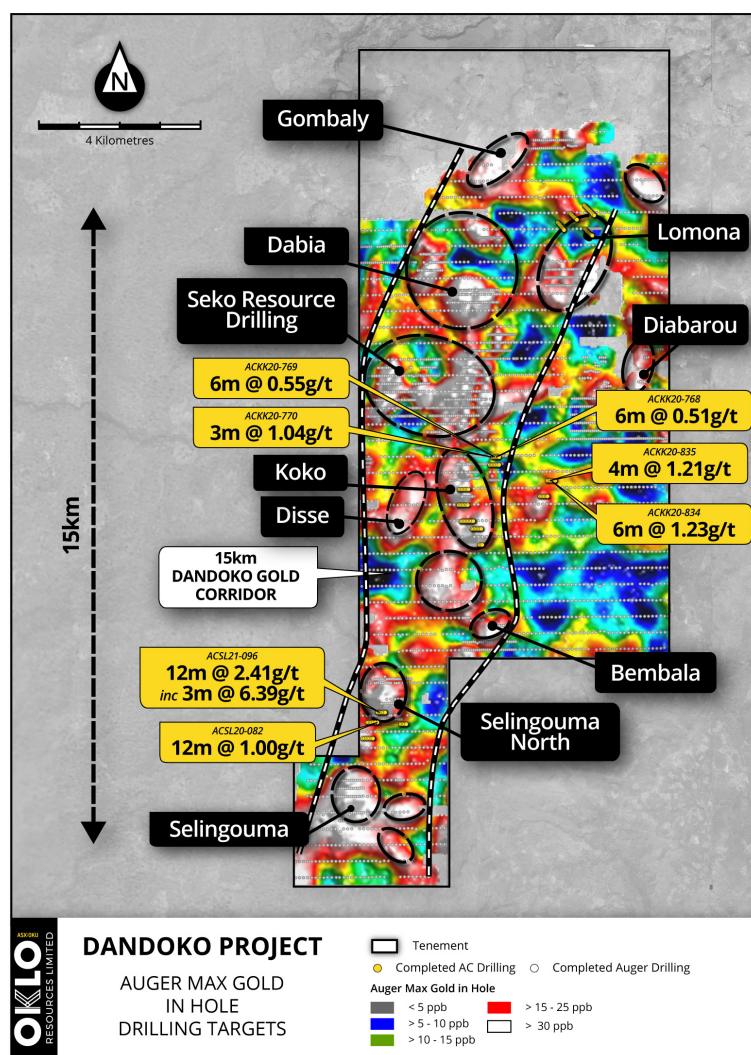 N
4 Kilometres
Gombaly
Lomona
Dabia
Seko Resource
Drilling
Diabarou
ACKK20-769
6m @ 0.55g/t
ACKK20-768
6m @ 0.51g/t
ACKK20-770
3m @ 1.04g/t
ACKK20-835
4m @ 1.21g/t
Koko
Disse
ACKK20-834
6m @ 1.23g/t
15km
15km
DANDOKO GOLD
CORRIDOR
Bembala
ACSL21-096
12m @ 2.41g/t
inc 3m @ 6.39g/t
Selingouma
North
ACSL20-082
12m @ 1.00g/t
Selingouma
ASX:OKU
OKLO
RESOURCES LIMITED
DANDOKO PROJECT
AUGER MAX GOLD
IN HOLE
DRILLING TARGETS
Tenement
Completed AC Drilling
Completed Auger Drilling
Auger Max Gold in Hole
< 5 ppb
> 5 - 10 ppb
> 10 - 15 ppb
> 15 - 25 ppb
> 30 ppb